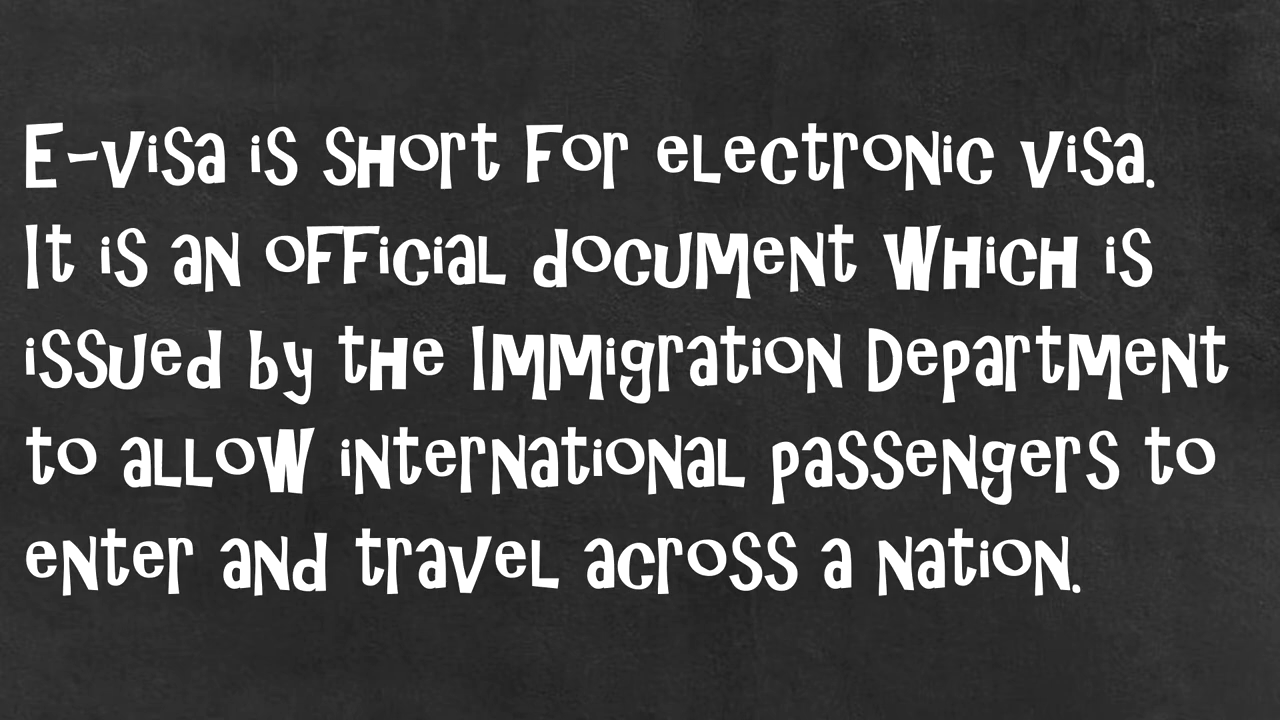 E-visa is short for electronic visa.
It is an official document which is
issued by the Immigration Department
to allow international passengers to
enter and travel across a nation.